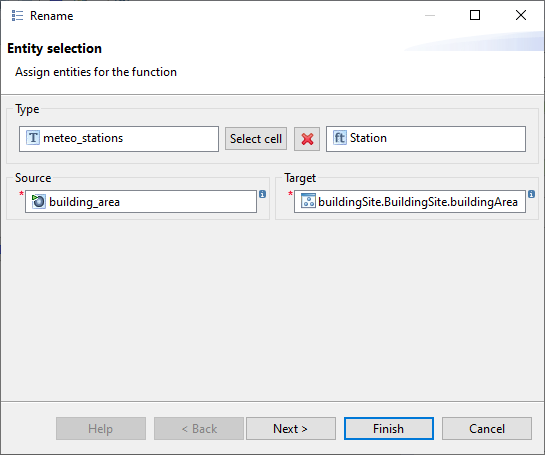 Rename
Entity selection
Assign entities for the function
Type
T meteo_stations
Select cell
ft Station
Source
* building_area i
Target
* buildingSite.BuildingSite.buildingArea i
Help
< Back
Next >
Finish
Cancel